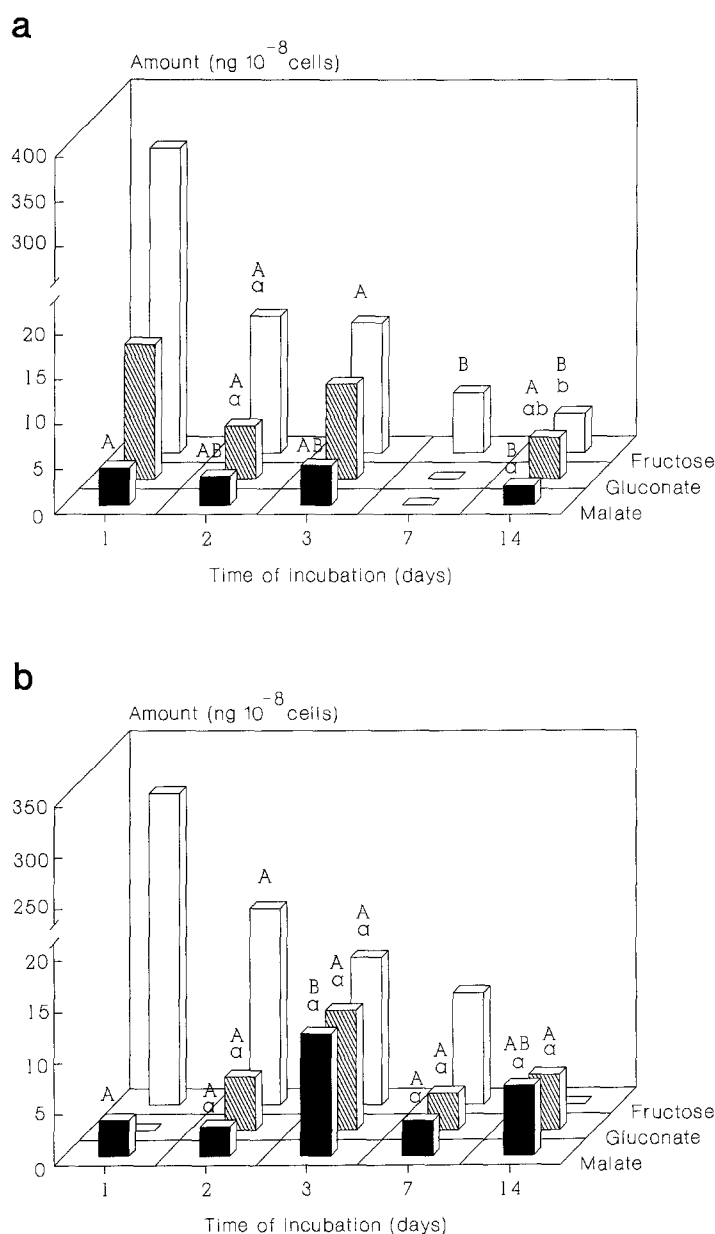 a
Amount (ng 10⁻⁸ cells)
400
350
300
20
15
10
5
0
A
A
a
A
a
AB
A
AB
B
B
b
A
ab
B
a
Fructose
Gluconate
Malate
1 2 3 7 14
Time of incubation (days)
b
Amount (ng 10⁻⁸ cells)
350
300
250
20
15
10
5
0
A
A
A
a
A
a
A
a
A
a
B
a
A
a
A
a
AB
a
A
a
Fructose
Gluconate
Malate
1 2 3 7 14
Time of incubation (days)